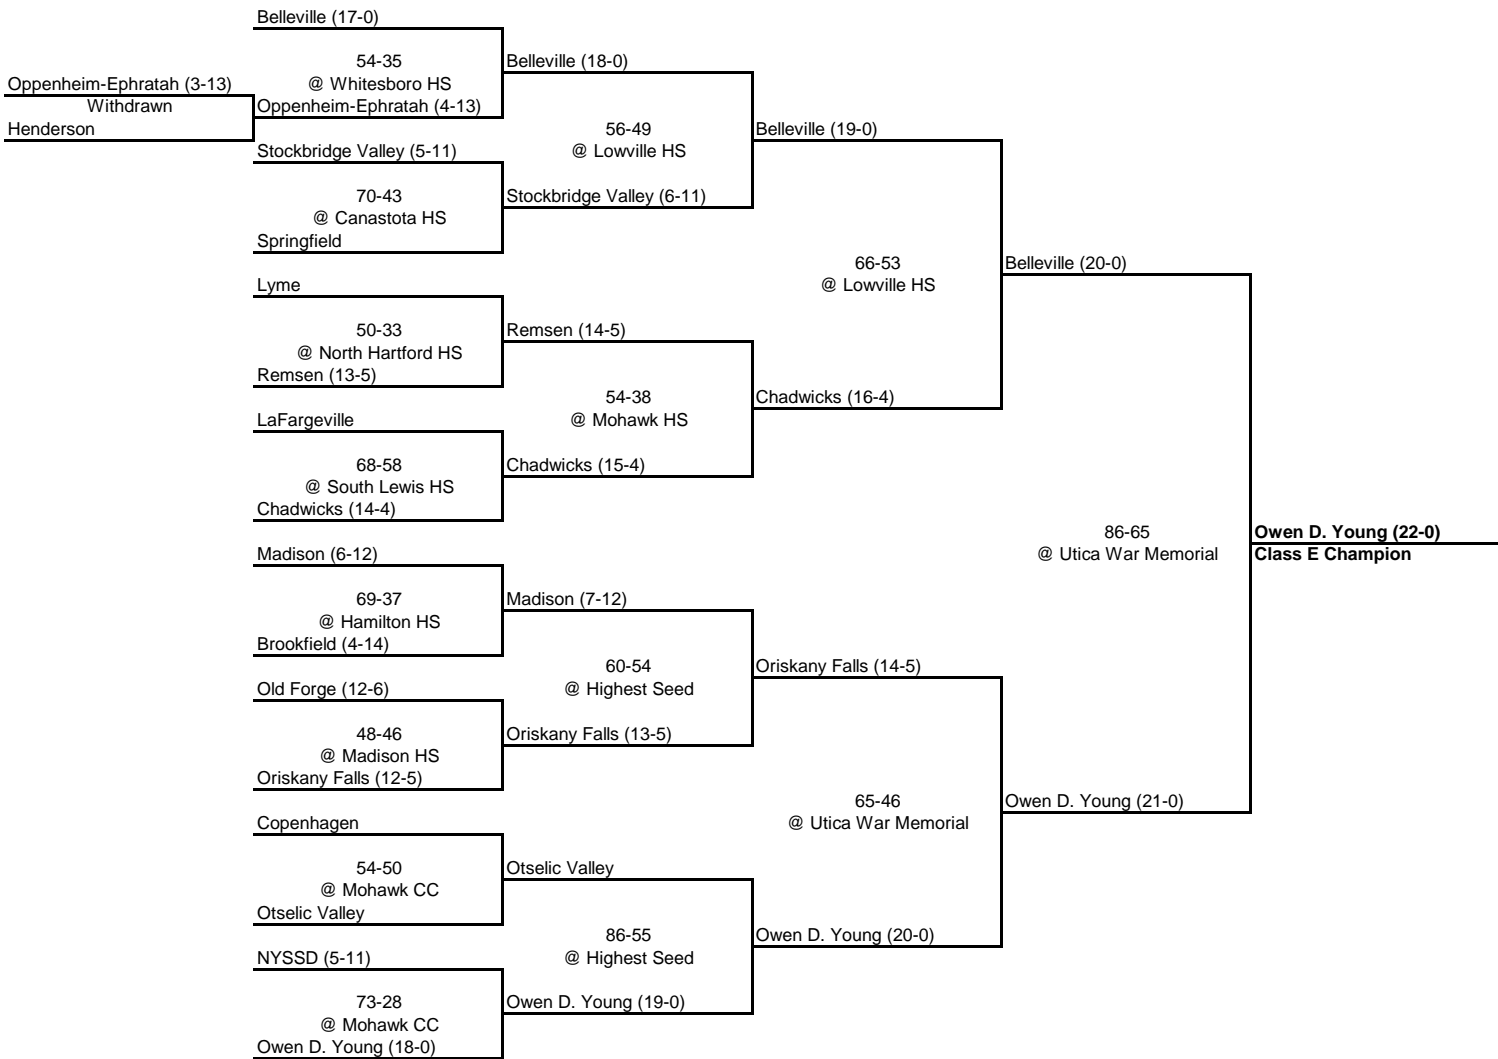 Belleville (17-0)
54-35
@ Whitesboro HS
Belleville (18-0)
Oppenheim-Ephratah (3-13)
Withdrawn
Oppenheim-Ephratah (4-13)
Henderson
56-49
@ Lowville HS
Belleville (19-0)
Stockbridge Valley (5-11)
70-43
@ Canastota HS
Stockbridge Valley (6-11)
Springfield
66-53
@ Lowville HS
Belleville (20-0)
Lyme
50-33
@ North Hartford HS
Remsen (14-5)
Remsen (13-5)
54-38
@ Mohawk HS
Chadwicks (16-4)
LaFargeville
68-58
@ South Lewis HS
Chadwicks (15-4)
Chadwicks (14-4)
86-65
@ Utica War Memorial
Owen D. Young (22-0)
Class E Champion
Madison (6-12)
69-37
@ Hamilton HS
Madison (7-12)
Brookfield (4-14)
60-54
@ Highest Seed
Oriskany Falls (14-5)
Old Forge (12-6)
48-46
@ Madison HS
Oriskany Falls (13-5)
Oriskany Falls (12-5)
65-46
@ Utica War Memorial
Owen D. Young (21-0)
Copenhagen
54-50
@ Mohawk CC
Otselic Valley
Otselic Valley
86-55
@ Highest Seed
Owen D. Young (20-0)
NYSSD (5-11)
73-28
@ Mohawk CC
Owen D. Young (19-0)
Owen D. Young (18-0)